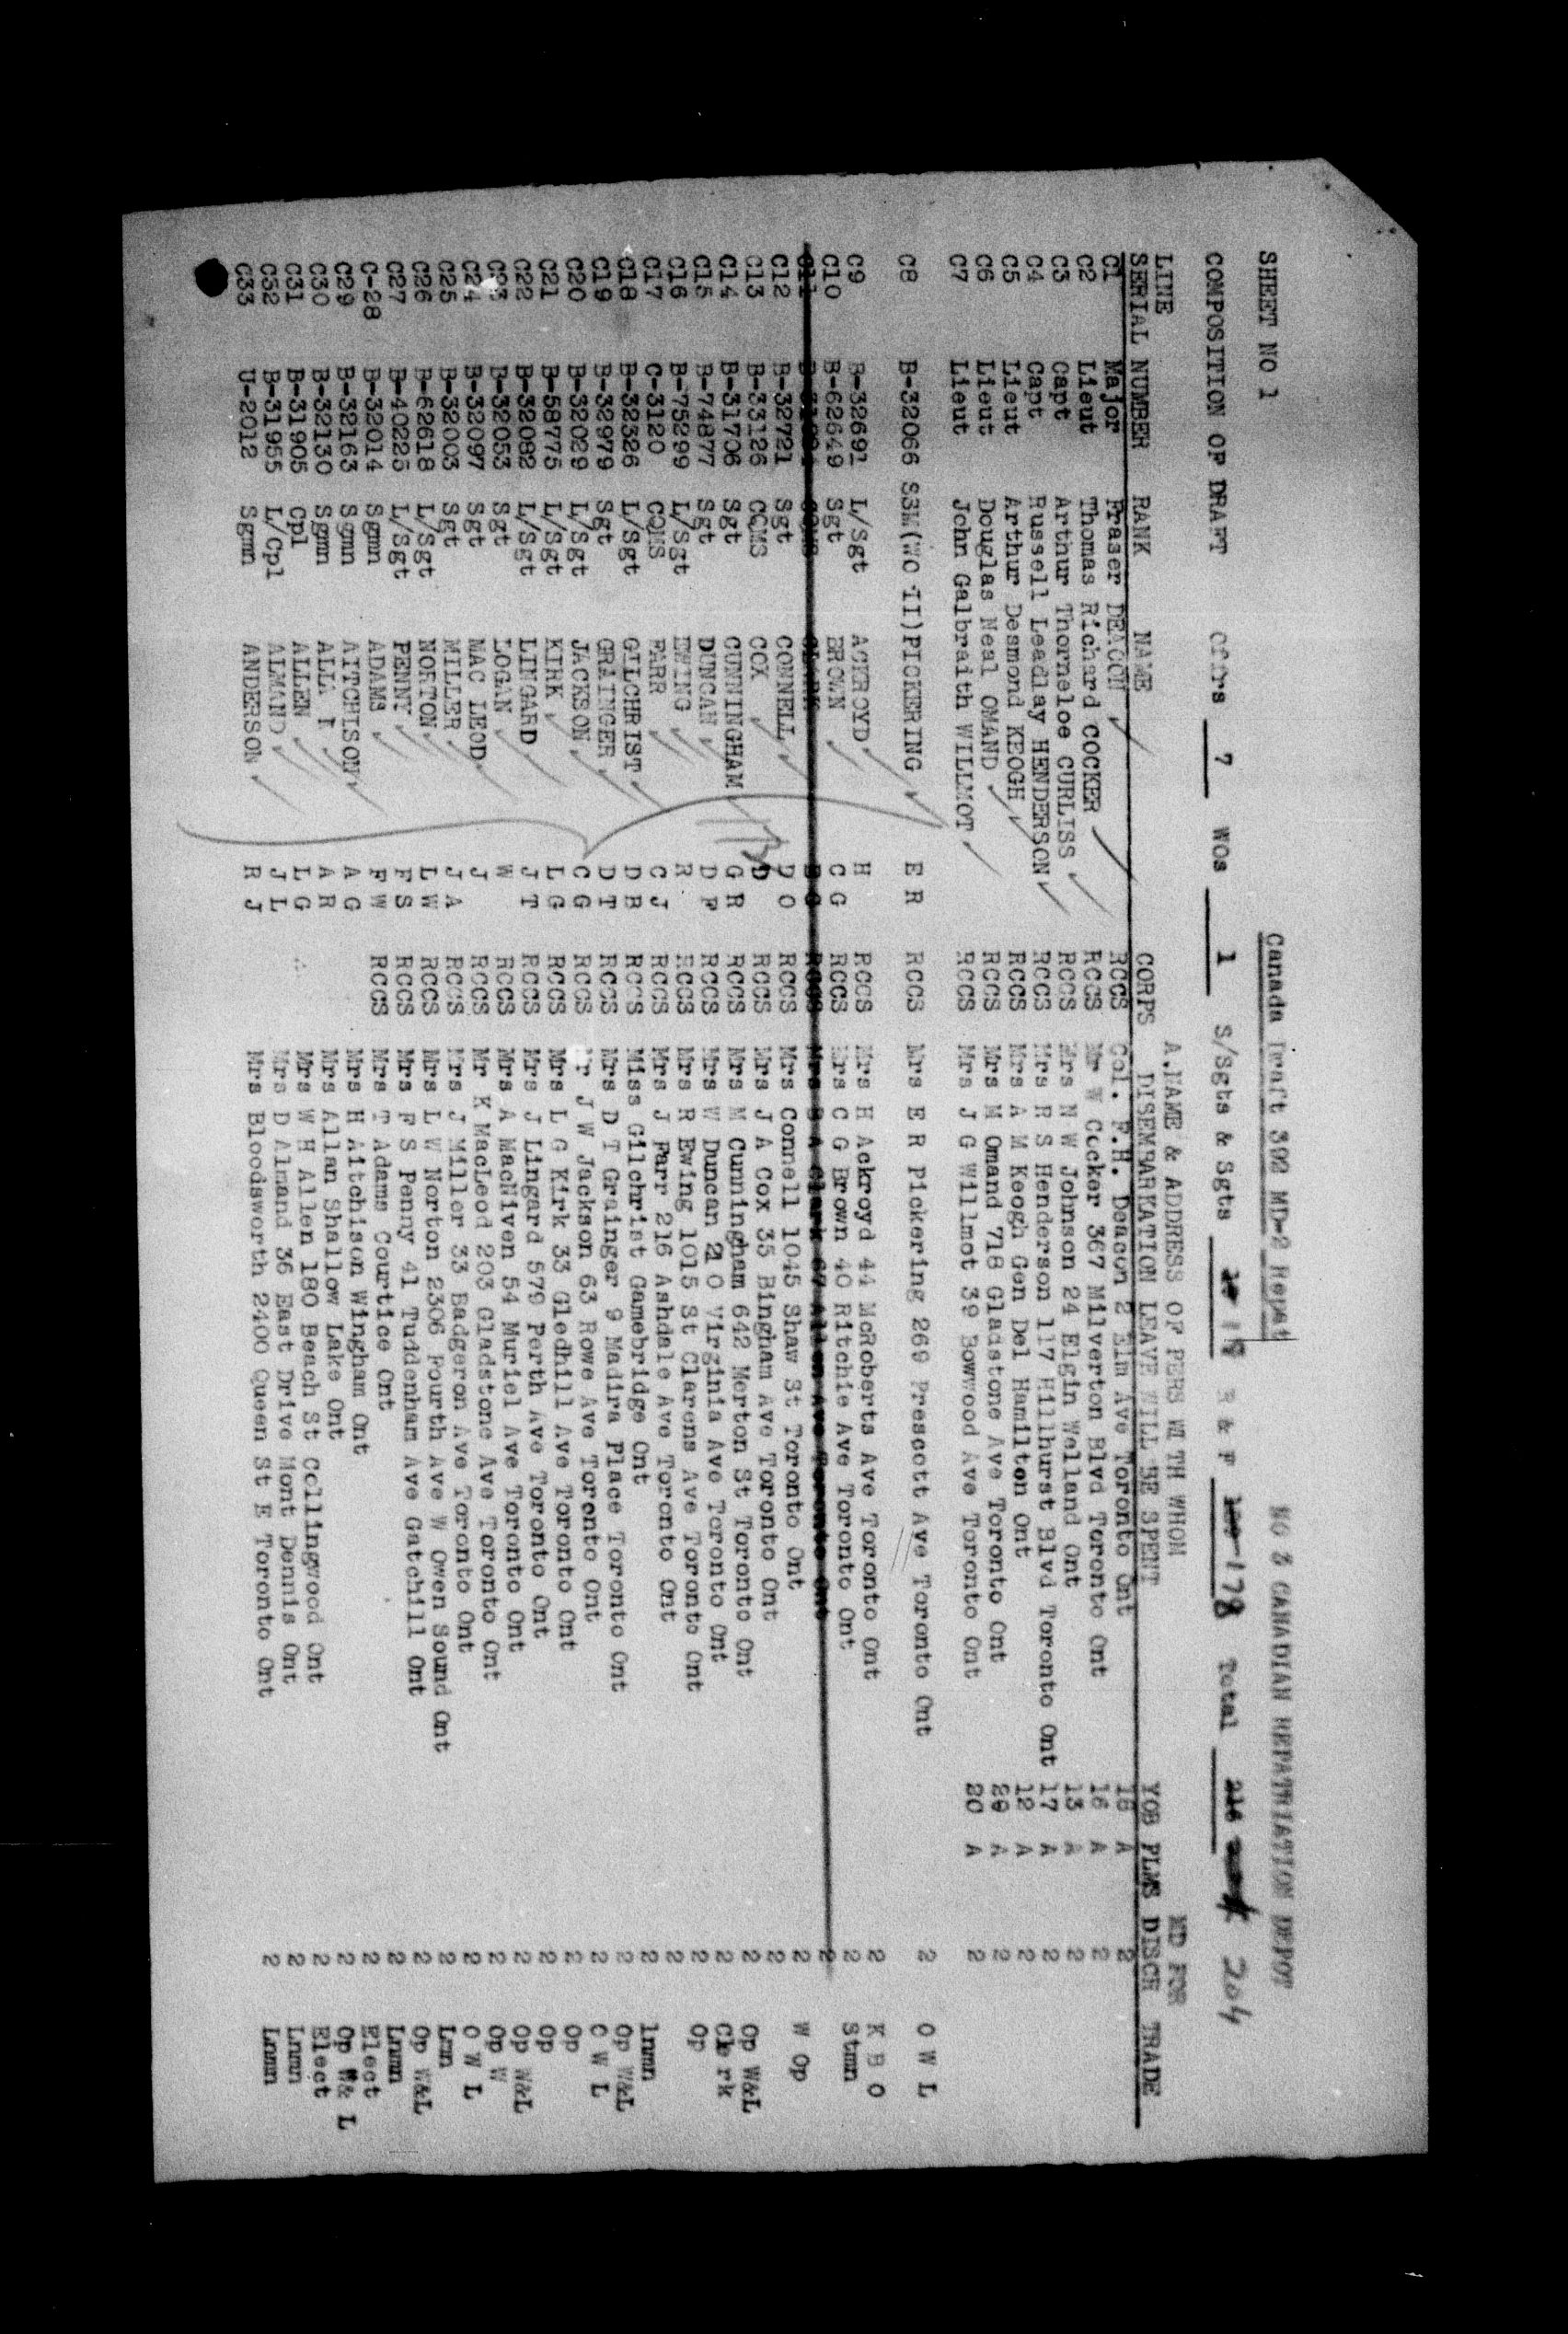 SHEET NO 1 Canada Draft 302 MD-2 Repat NO 3 CANADIAN REPATRIATION DEPOT
COMPOSITION OF DRAFT Offrs 7 WOs 1 S/Sgts & Sgts R & F 178 Total 204
LINE A.NAME & ADDRESS OF PERS WITH WHOM MD FOR
SERIAL NUMBER RANK NAME CORPS DISEMBARKATION LEAVE WILL BE SPENT YOB PLMS DISCH TRADE
C1 Major Fraser DEACON RCCS Col. F.H. Deacon 2 Elm Ave Toronto Ont 18 A 2
C2 Lieut Thomas Richard COCKER RCCS Mr W Cocker 367 Milverton Blvd Toronto Ont 16 A 2
C3 Capt Arthur Thorneloe CURLISS RCCS Mrs N W Johnson 24 Elgin Welland Ont 13 A 2
C4 Capt Russell Leadlay HENDERSON RCCS Mrs R S Henderson 117 Hillhurst Blvd Toronto Ont 17 A 2
C5 Lieut Arthur Desmond KEOGH RCCS Mrs A M Keogh Gen Del Hamilton Ont 12 A 2
C6 Lieut Douglas Neal OMAND RCCS Mrs M Omand 718 Gladstone Ave Toronto Ont 20 A 2
C7 Lieut John Galbraith WILLMOT RCCS Mrs J G Willmot 39 Bowwood Ave Toronto Ont 20 A 2
C8 B-32066 SSM(WO II)PICKERING E R RCCS Mrs E R Pickering 269 Prescott Ave Toronto Ont 2 O W L
C9 B-32691 L/Sgt ACKROYD H RCCS Mrs H Ackroyd 44 McRoberts Ave Toronto Ont 2 K B O
C10 B-62649 Sgt BROWN C G RCCS Mrs C G Brown 40 Ritchie Ave Toronto Ont 2 Stmn
C11 CQMS CLARK RCCS Clark Ave Toronto Ont 2
C12 B-32721 Sgt CONNELL D O RCCS Mrs Connell 1045 Shaw St Toronto Ont 2 W Op
C13 B-33126 CQMS COX D RCCS Mrs J A Cox 35 Bingham Ave Toronto Ont 2
C14 B-31706 Sgt CUNNINGHAM G R RCCS Mrs M Cunningham 642 Merton St Toronto Ont 2 Op W&L
C15 B-74877 Sgt DUNCAN D F RCCS Mrs W Duncan 210 Virginia Ave Toronto Ont 2 Clerk
C16 B-75299 L/Sgt EWING R RCCS Mrs R Ewing 1015 St Clarens Ave Toronto Ont 2 Op
C17 C-3120 CQMS FARR C J RCCS Mrs J Farr 216 Ashdale Ave Toronto Ont 2
C18 B-32326 L/Sgt GILCHRIST D B RCCS Miss Gilchrist Gamebridge Ont 2 lnmn
C19 B-32979 Sgt GRAINGER D T RCCS Mrs D T Grainger 9 Madira Place Toronto Ont 2 Op W&L
C20 B-32029 L/Sgt JACKSON C G RCCS Mr J W Jackson 63 Rowe Ave Toronto Ont 2 O W L
C21 B-58775 L/Sgt KIRK L G RCCS Mrs L G Kirk 33 Gledhill Ave Toronto Ont 2 Op
C22 B-32082 L/Sgt LINGARD J T RCCS Mrs J Lingard 579 Perth Ave Toronto Ont 2 Op
C23 B-32053 Sgt LOGAN W RCCS Mrs A MacNiven 54 Muriel Ave Toronto Ont 2 Op W&L
C24 B-32097 Sgt MAC LEOD J RCCS Mr K MacLeod 203 Gladstone Ave Toronto Ont 2 Op W
C25 B-32003 Sgt MILLER J A RCCS Mrs J Miller 33 Badgeron Ave Toronto Ont 2 O W L
C26 B-62618 L/Sgt NORTON L W RCCS Mrs L W Norton 2306 Fourth Ave W Owen Sound Ont 2 Lmn
C27 B-40225 L/Sgt PENNY F S RCCS Mrs F S Penny 41 Tuddenham Ave Gatchill Ont 2 Op W&L
C-28 B-32014 Sgmn ADAMS F W RCCS Mrs T Adams Courtice Ont 2 Lnmn
C29 B-32163 Sgmn AITCHISON A G Mrs H Aitchison Wingham Ont 2 Elect
C30 B-32130 Sgmn ALLAN A R Mrs Allan Shallow Lake Ont 2 Op W& L
C31 B-31905 Cpl ALLEN L G Mrs W H Allen 180 Beach St Collingwood Ont 2 Elect
C32 B-31955 L/Cpl ALMAND J L Mrs D Almand 36 East Drive Mont Dennis Ont 2 Lnmn
C33 U-2012 Sgmn ANDERSON R J Mrs Bloodsworth 2400 Queen St E Toronto Ont 2 Lnmn